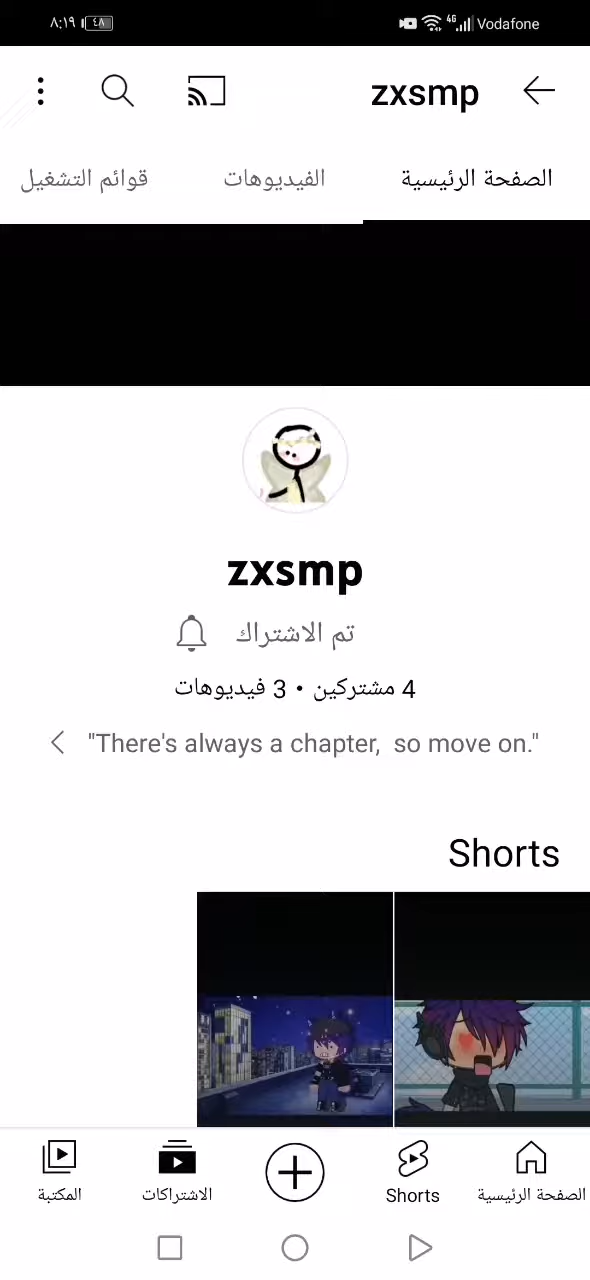 ٨:١٩ ٤٨ 4G Vodafone
zxsmp
الصفحة الرئيسية الفيديوهات قوائم التشغيل
zxsmp
تم الاشتراك
4 مشتركين • 3 فيديوهات
"There's always a chapter, so move on."
Shorts
الصفحة الرئيسية Shorts الاشتراكات المكتبة